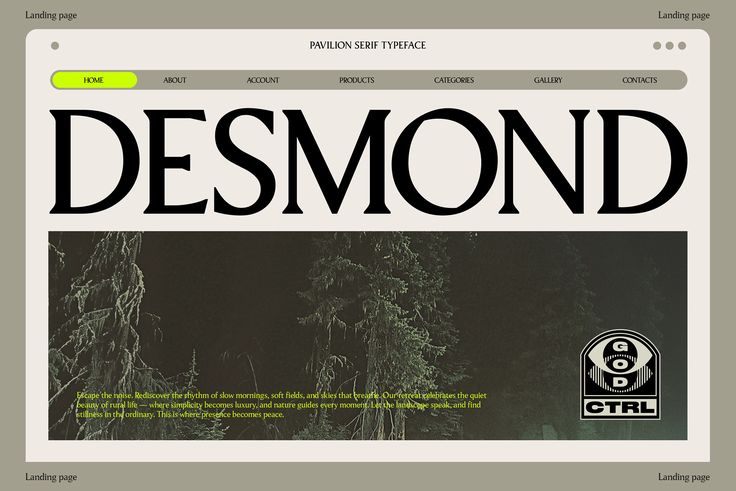 Landing page
Landing page
PAVILION SERIF TYPEFACE
HOME
ABOUT
ACCOUNT
PRODUCTS
CATEGORIES
GALLERY
CONTACTS
DESMOND
Escape the noise. Rediscover the rhythm of slow mornings, soft fields, and skies that breathe. Our retreat celebrates the quiet
beauty of rural life — where simplicity becomes luxury, and nature guides every moment. Let the landscape speak, and find
stillness in the ordinary. This is where presence becomes peace.
GOD
CTRL
Landing page
Landing page